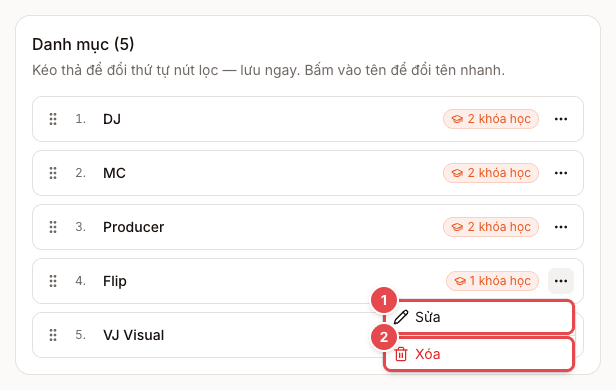 Danh mục (5)
Kéo thả để đổi thứ tự nút lọc — lưu ngay. Bấm vào tên để đổi tên nhanh.
1. DJ 2 khóa học
2. MC 2 khóa học
3. Producer 2 khóa học
4. Flip 1 khóa học
1 Sửa
5. VJ Visual
2 Xóa